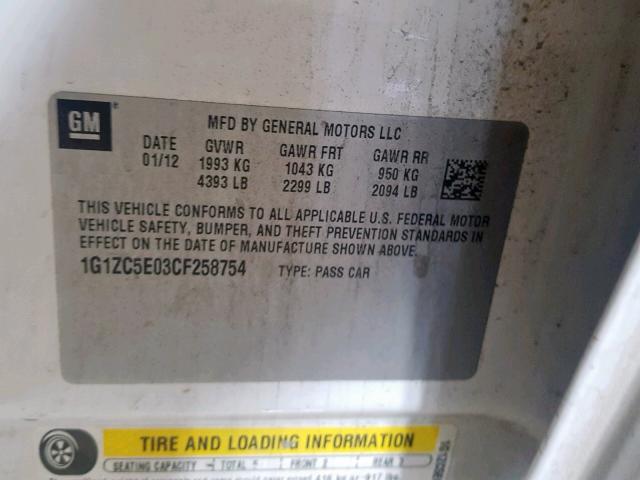 GM
MFD BY GENERAL MOTORS LLC
DATE GVWR GAWR FRT GAWR RR
01/12 1993 KG 1043 KG 950 KG
4393 LB 2299 LB 2094 LB
THIS VEHICLE CONFORMS TO ALL APPLICABLE U.S. FEDERAL MOTOR
VEHICLE SAFETY, BUMPER, AND THEFT PREVENTION STANDARDS IN
EFFECT ON THE DATE OF MANUFACTURE SHOWN ABOVE.
1G1ZC5E03CF258754 TYPE: PASS CAR
TIRE AND LOADING INFORMATION
SEATING CAPACITY TOTAL 5 FRONT 2 REAR 3